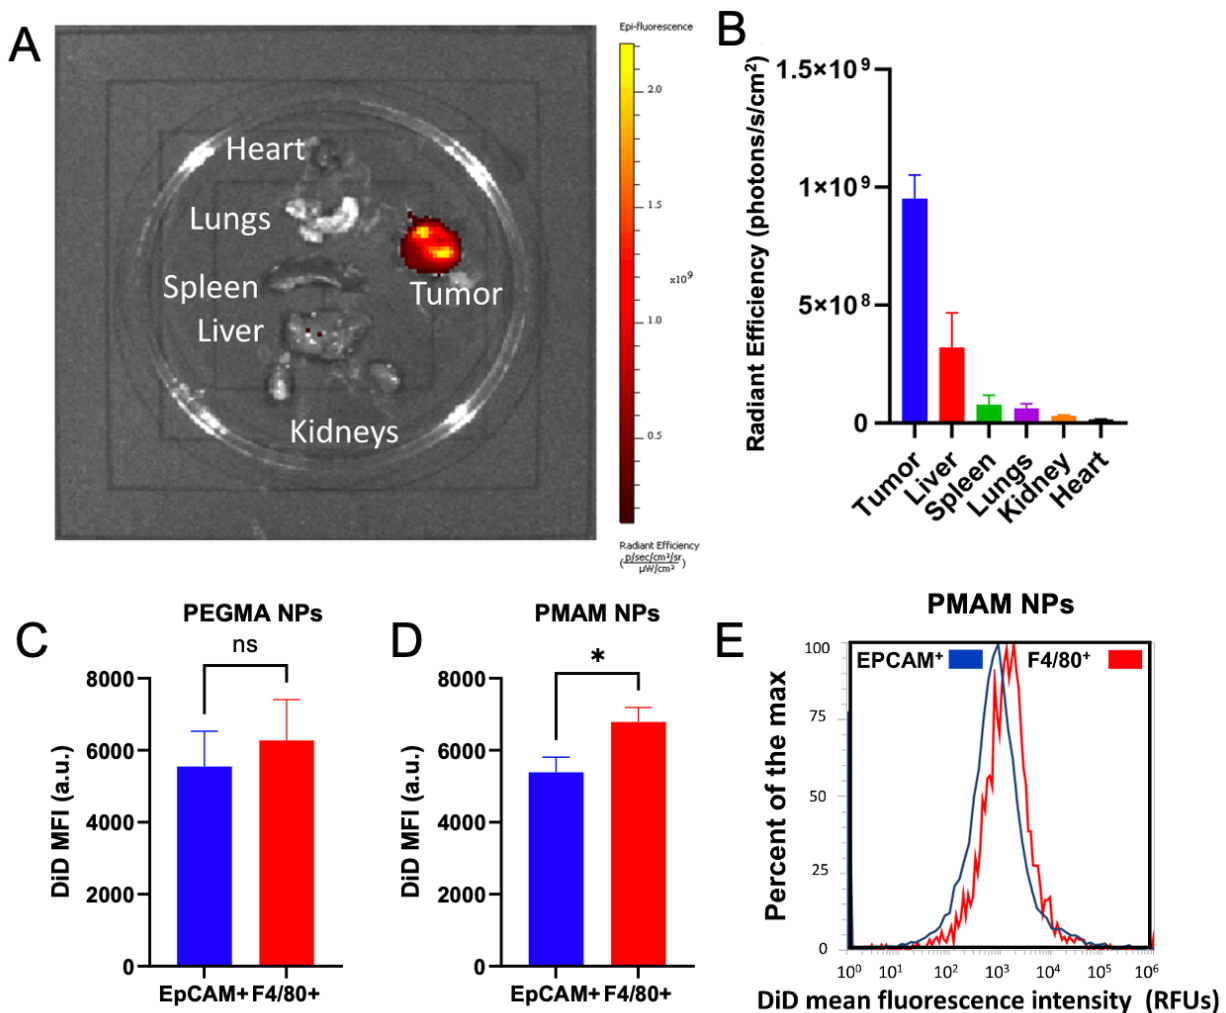 A
Epi-fluorescence
2.0
1.5
x10⁹
1.0
0.5
Radiant Efficiency
(p/sec/cm²/sr
µW/cm²)
Heart
Lungs
Spleen
Liver
Tumor
Kidneys
B
Radiant Efficiency (photons/s/cm²)
1.5×10⁹
1×10⁹
5×10⁸
0
Tumor
Liver
Spleen
Lungs
Kidney
Heart
C
PEGMA NPs
ns
DiD MFI (a.u.)
8000
6000
4000
2000
0
EpCAM+ F4/80+
D
PMAM NPs
*
DiD MFI (a.u.)
8000
6000
4000
2000
0
EpCAM+ F4/80+
E
PMAM NPs
EPCAM⁺ F4/80⁺
Percent of the max
100
75
50
25
0
10⁰ 10¹ 10² 10³ 10⁴ 10⁵ 10⁶
DiD mean fluorescence intensity (RFUs)